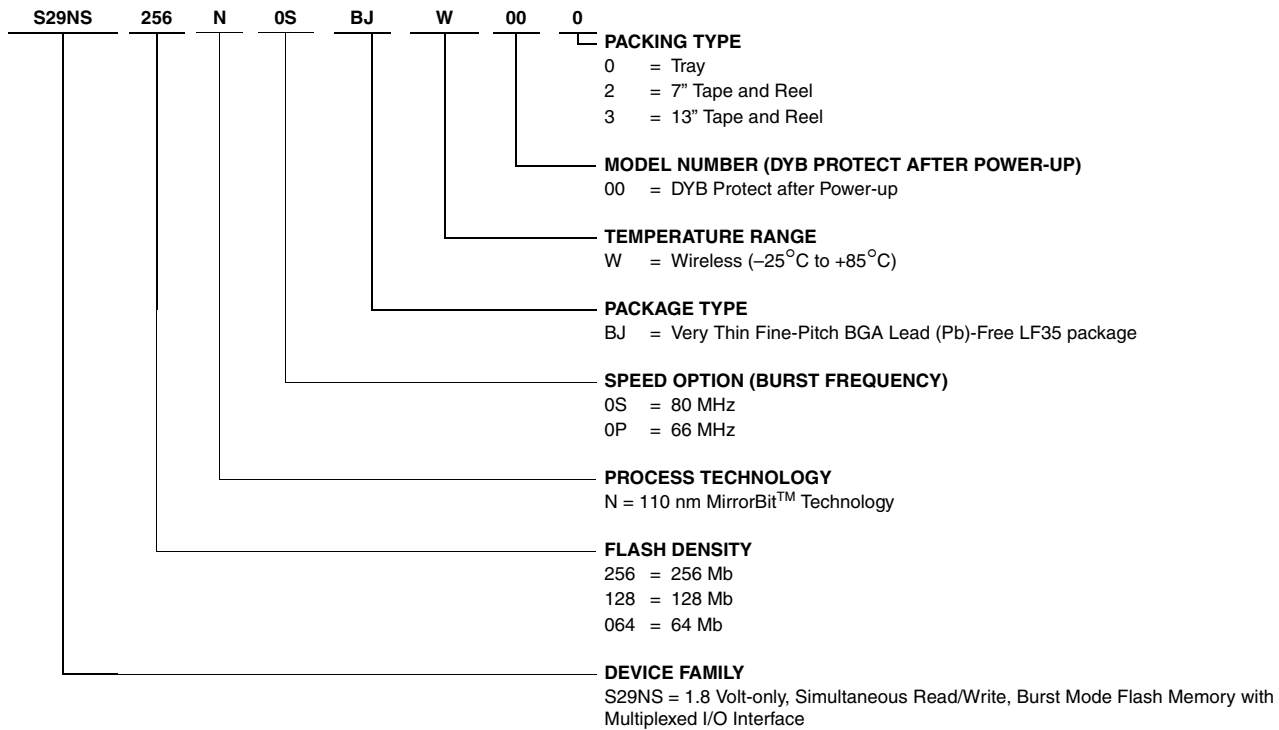 S29NS 256 N 0S BJ W 00 0
PACKING TYPE
0 = Tray
2 = 7” Tape and Reel
3 = 13” Tape and Reel
MODEL NUMBER (DYB PROTECT AFTER POWER-UP)
00 = DYB Protect after Power-up
TEMPERATURE RANGE
W = Wireless (–25°C to +85°C)
PACKAGE TYPE
BJ = Very Thin Fine-Pitch BGA Lead (Pb)-Free LF35 package
SPEED OPTION (BURST FREQUENCY)
0S = 80 MHz
0P = 66 MHz
PROCESS TECHNOLOGY
N = 110 nm MirrorBit™ Technology
FLASH DENSITY
256 = 256 Mb
128 = 128 Mb
064 = 64 Mb
DEVICE FAMILY
S29NS = 1.8 Volt-only, Simultaneous Read/Write, Burst Mode Flash Memory with
Multiplexed I/O Interface